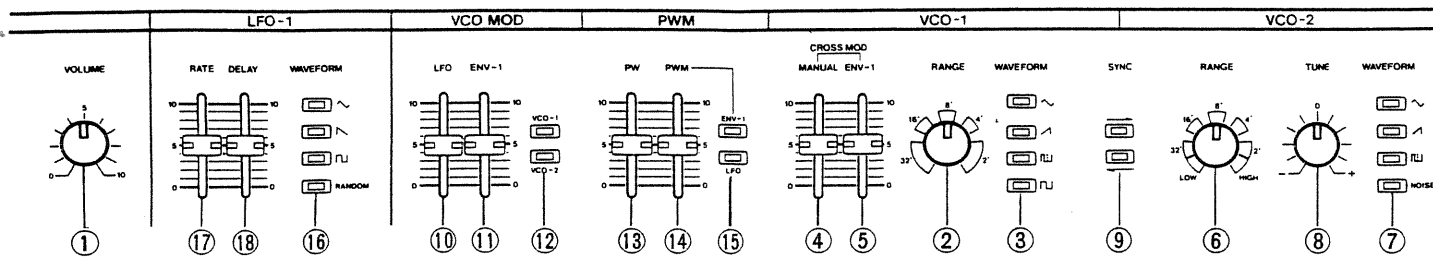 LFO-1 VCO MOD PWM VCO-1 VCO-2
CROSS MOD
VOLUME RATE DELAY WAVEFORM LFO ENV-1 PW PWM MANUAL ENV-1 RANGE WAVEFORM SYNC RANGE TUNE WAVEFORM
5 10 10 10 10 10 10 10 10 8' 8' 0
VCO-1 ENV-1 16' 4' 16' 4'
5 5 5 5 5 5 5 5 32' 2' 32' 2'
VCO-2 LFO
0 10 0 0 RANDOM 0 0 0 0 0 0 LOW HIGH - + NOISE
① ⑰ ⑱ ⑯ ⑩ ⑪ ⑫ ⑬ ⑭ ⑮ ④ ⑤ ② ③ ⑨ ⑥ ⑧ ⑦